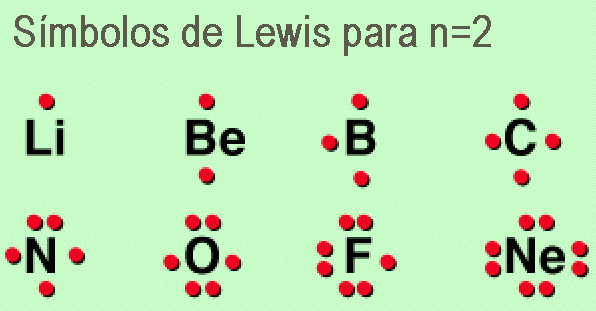 Símbolos de Lewis para n=2
Li Be B C
N O F Ne